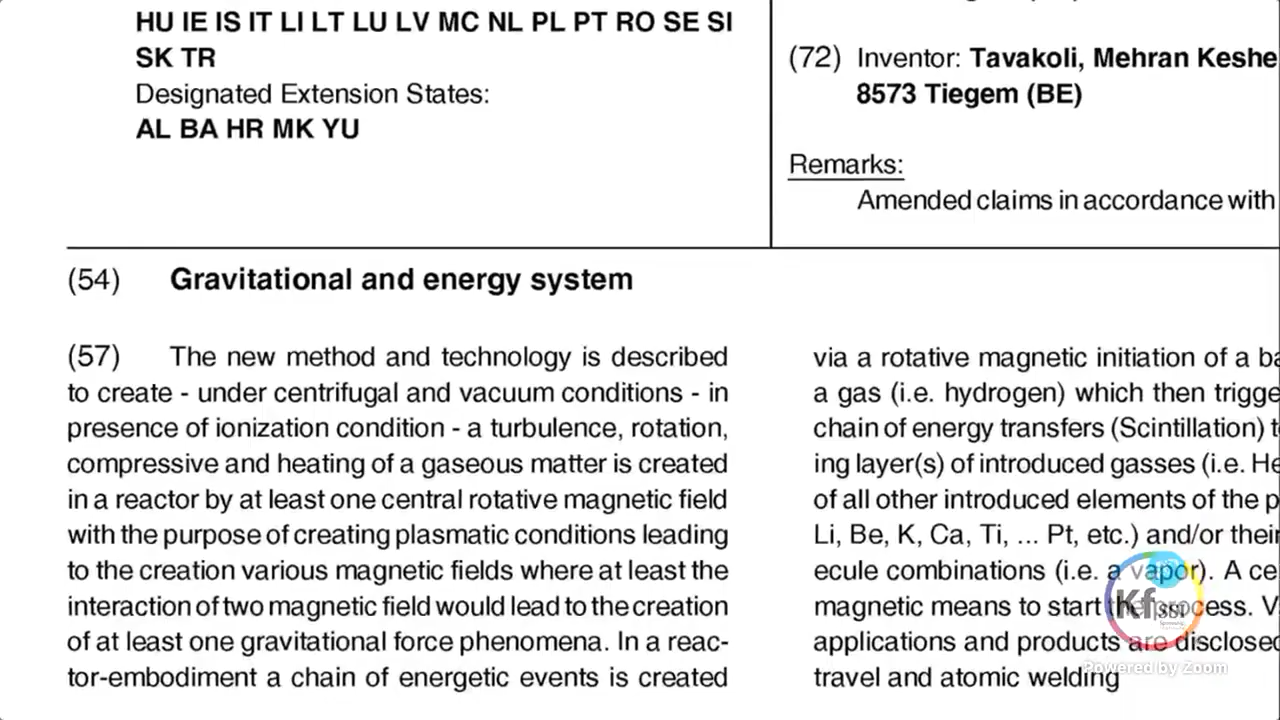 HU IE IS IT LI LT LU LV MC NL PL PT RO SE SI
SK TR
Designated Extension States:
AL BA HR MK YU
(72) Inventor: Tavakoli, Mehran Keshe
8573 Tiegem (BE)
Remarks:
Amended claims in accordance with
(54) Gravitational and energy system
(57) The new method and technology is described
to create - under centrifugal and vacuum conditions - in
presence of ionization condition - a turbulence, rotation,
compressive and heating of a gaseous matter is created
in a reactor by at least one central rotative magnetic field
with the purpose of creating plasmatic conditions leading
to the creation various magnetic fields where at least the
interaction of two magnetic field would lead to the creation
of at least one gravitational force phenomena. In a reac-
tor-embodiment a chain of energetic events is created
via a rotative magnetic initiation of a ba
a gas (i.e. hydrogen) which then trigge
chain of energy transfers (Scintillation) t
ing layer(s) of introduced gasses (i.e. He
of all other introduced elements of the p
Li, Be, K, Ca, Ti, ... Pt, etc.) and/or their
ecule combinations (i.e. a vapor). A ce
magnetic means to start the process. V
applications and products are disclosed
travel and atomic welding
Kf SSI
Powered by Zoom